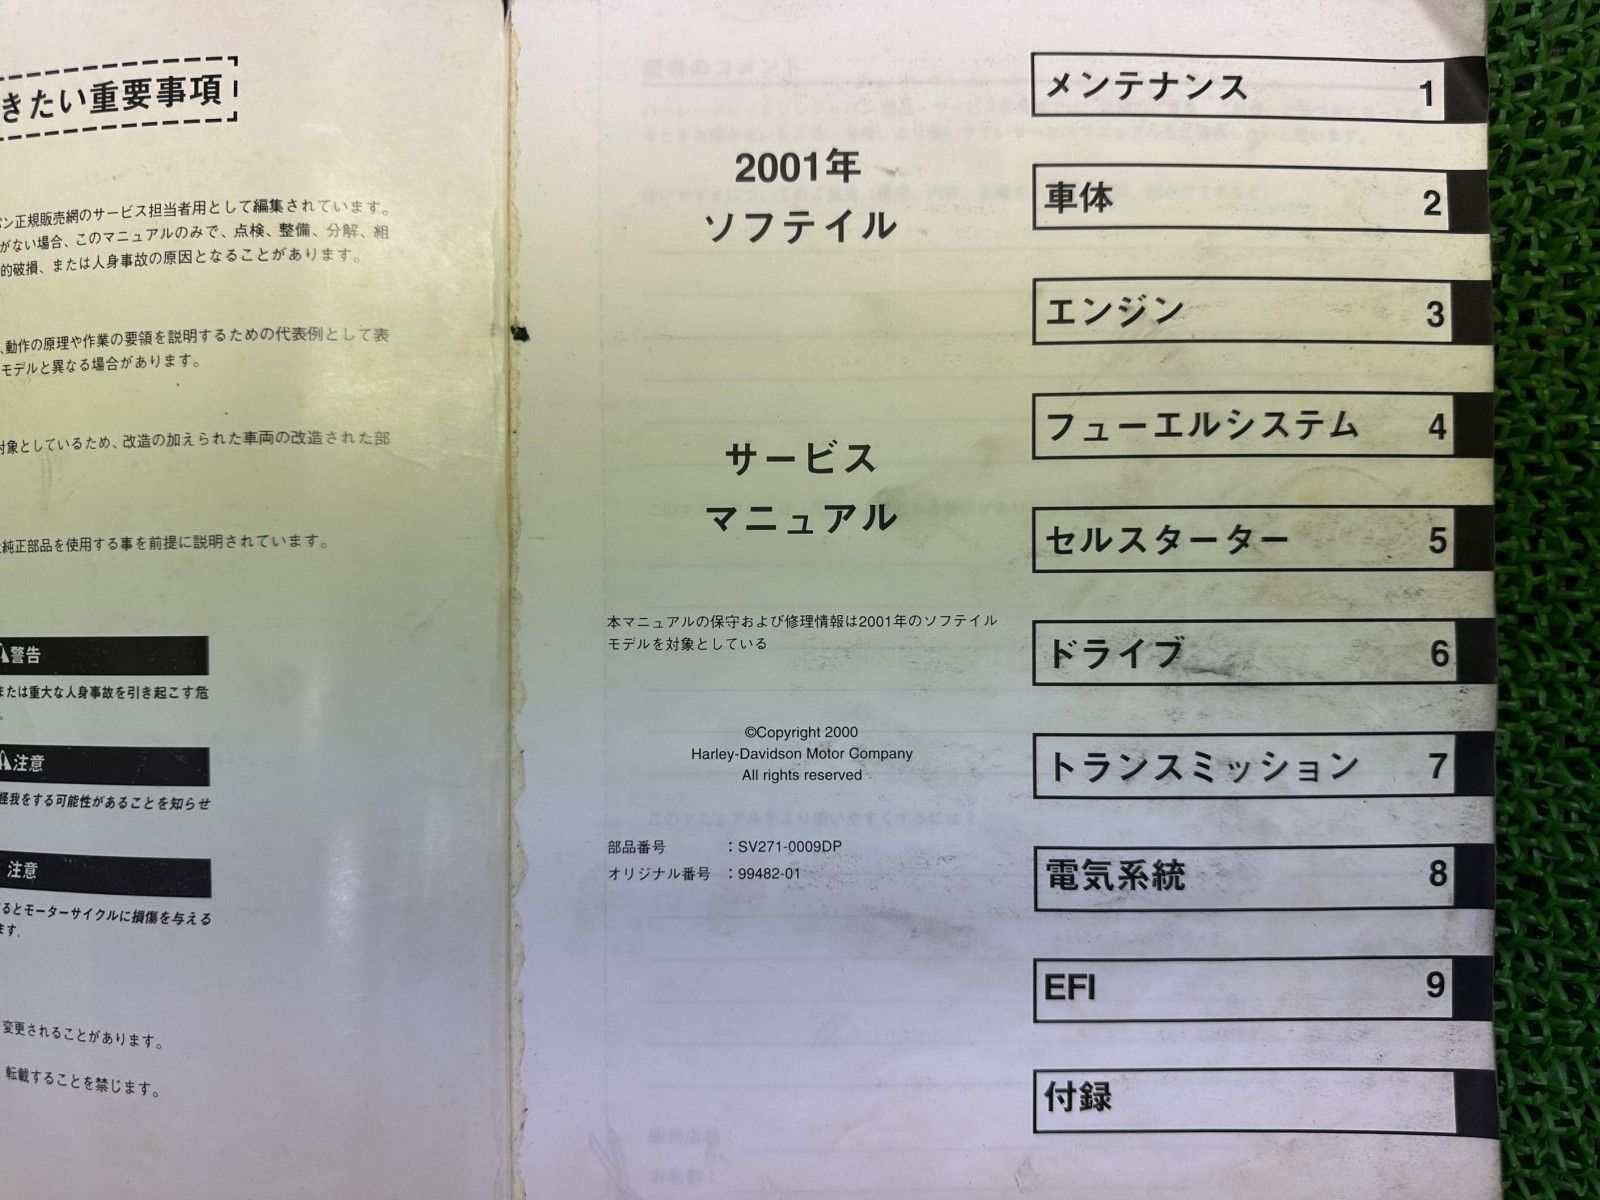 きたい重要事項
ン正規販売網のサービス担当者用として編集されています。
がない場合、このマニュアルのみで、点検、整備、分解、組
的破損、または人身事故の原因となることがあります。
、動作の原理や作業の要領を説明するための代表例として表
モデルと異なる場合があります。
対象としているため、改造の加えられた車両の改造された部
純正部品を使用する事を前提に説明されています。
警告
または重大な人身事故を引き起こす危
。
注意
怪我をする可能性があることを知らせ
注意
るとモーターサイクルに損傷を与える
ます。
変更されることがあります。
転載することを禁じます。
2001年
ソフテイル
サービス
マニュアル
本マニュアルの保守および修理情報は2001年のソフテイル
モデルを対象としている
©Copyright 2000
Harley-Davidson Motor Company
All rights reserved
部品番号 : SV271-0009DP
オリジナル番号 : 99482-01
メンテナンス 1
車体 2
エンジン 3
フューエルシステム 4
セルスターター 5
ドライブ 6
トランスミッション 7
電気系統 8
EFI 9
付録